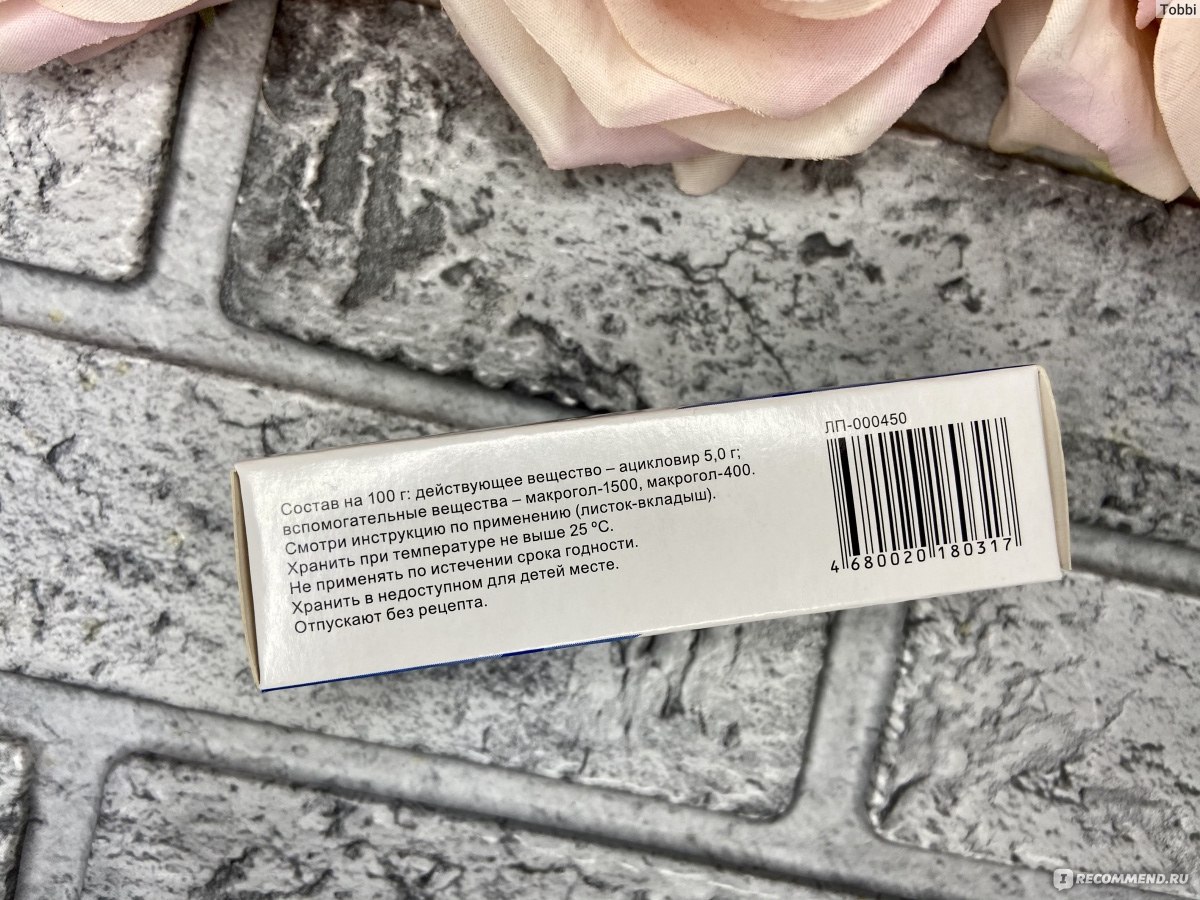 Tobbi
Состав на 100 г: действующее вещество – ацикловир 5,0 г;
вспомогательные вещества – макрогол-1500, макрогол-400.
Смотри инструкцию по применению (листок-вкладыш).
Хранить при температуре не выше 25 ºС.
Не применять по истечении срока годности.
Хранить в недоступном для детей месте.
Отпускают без рецепта.
ЛП-000450
4 680020 180317
IRECOMMEND.RU